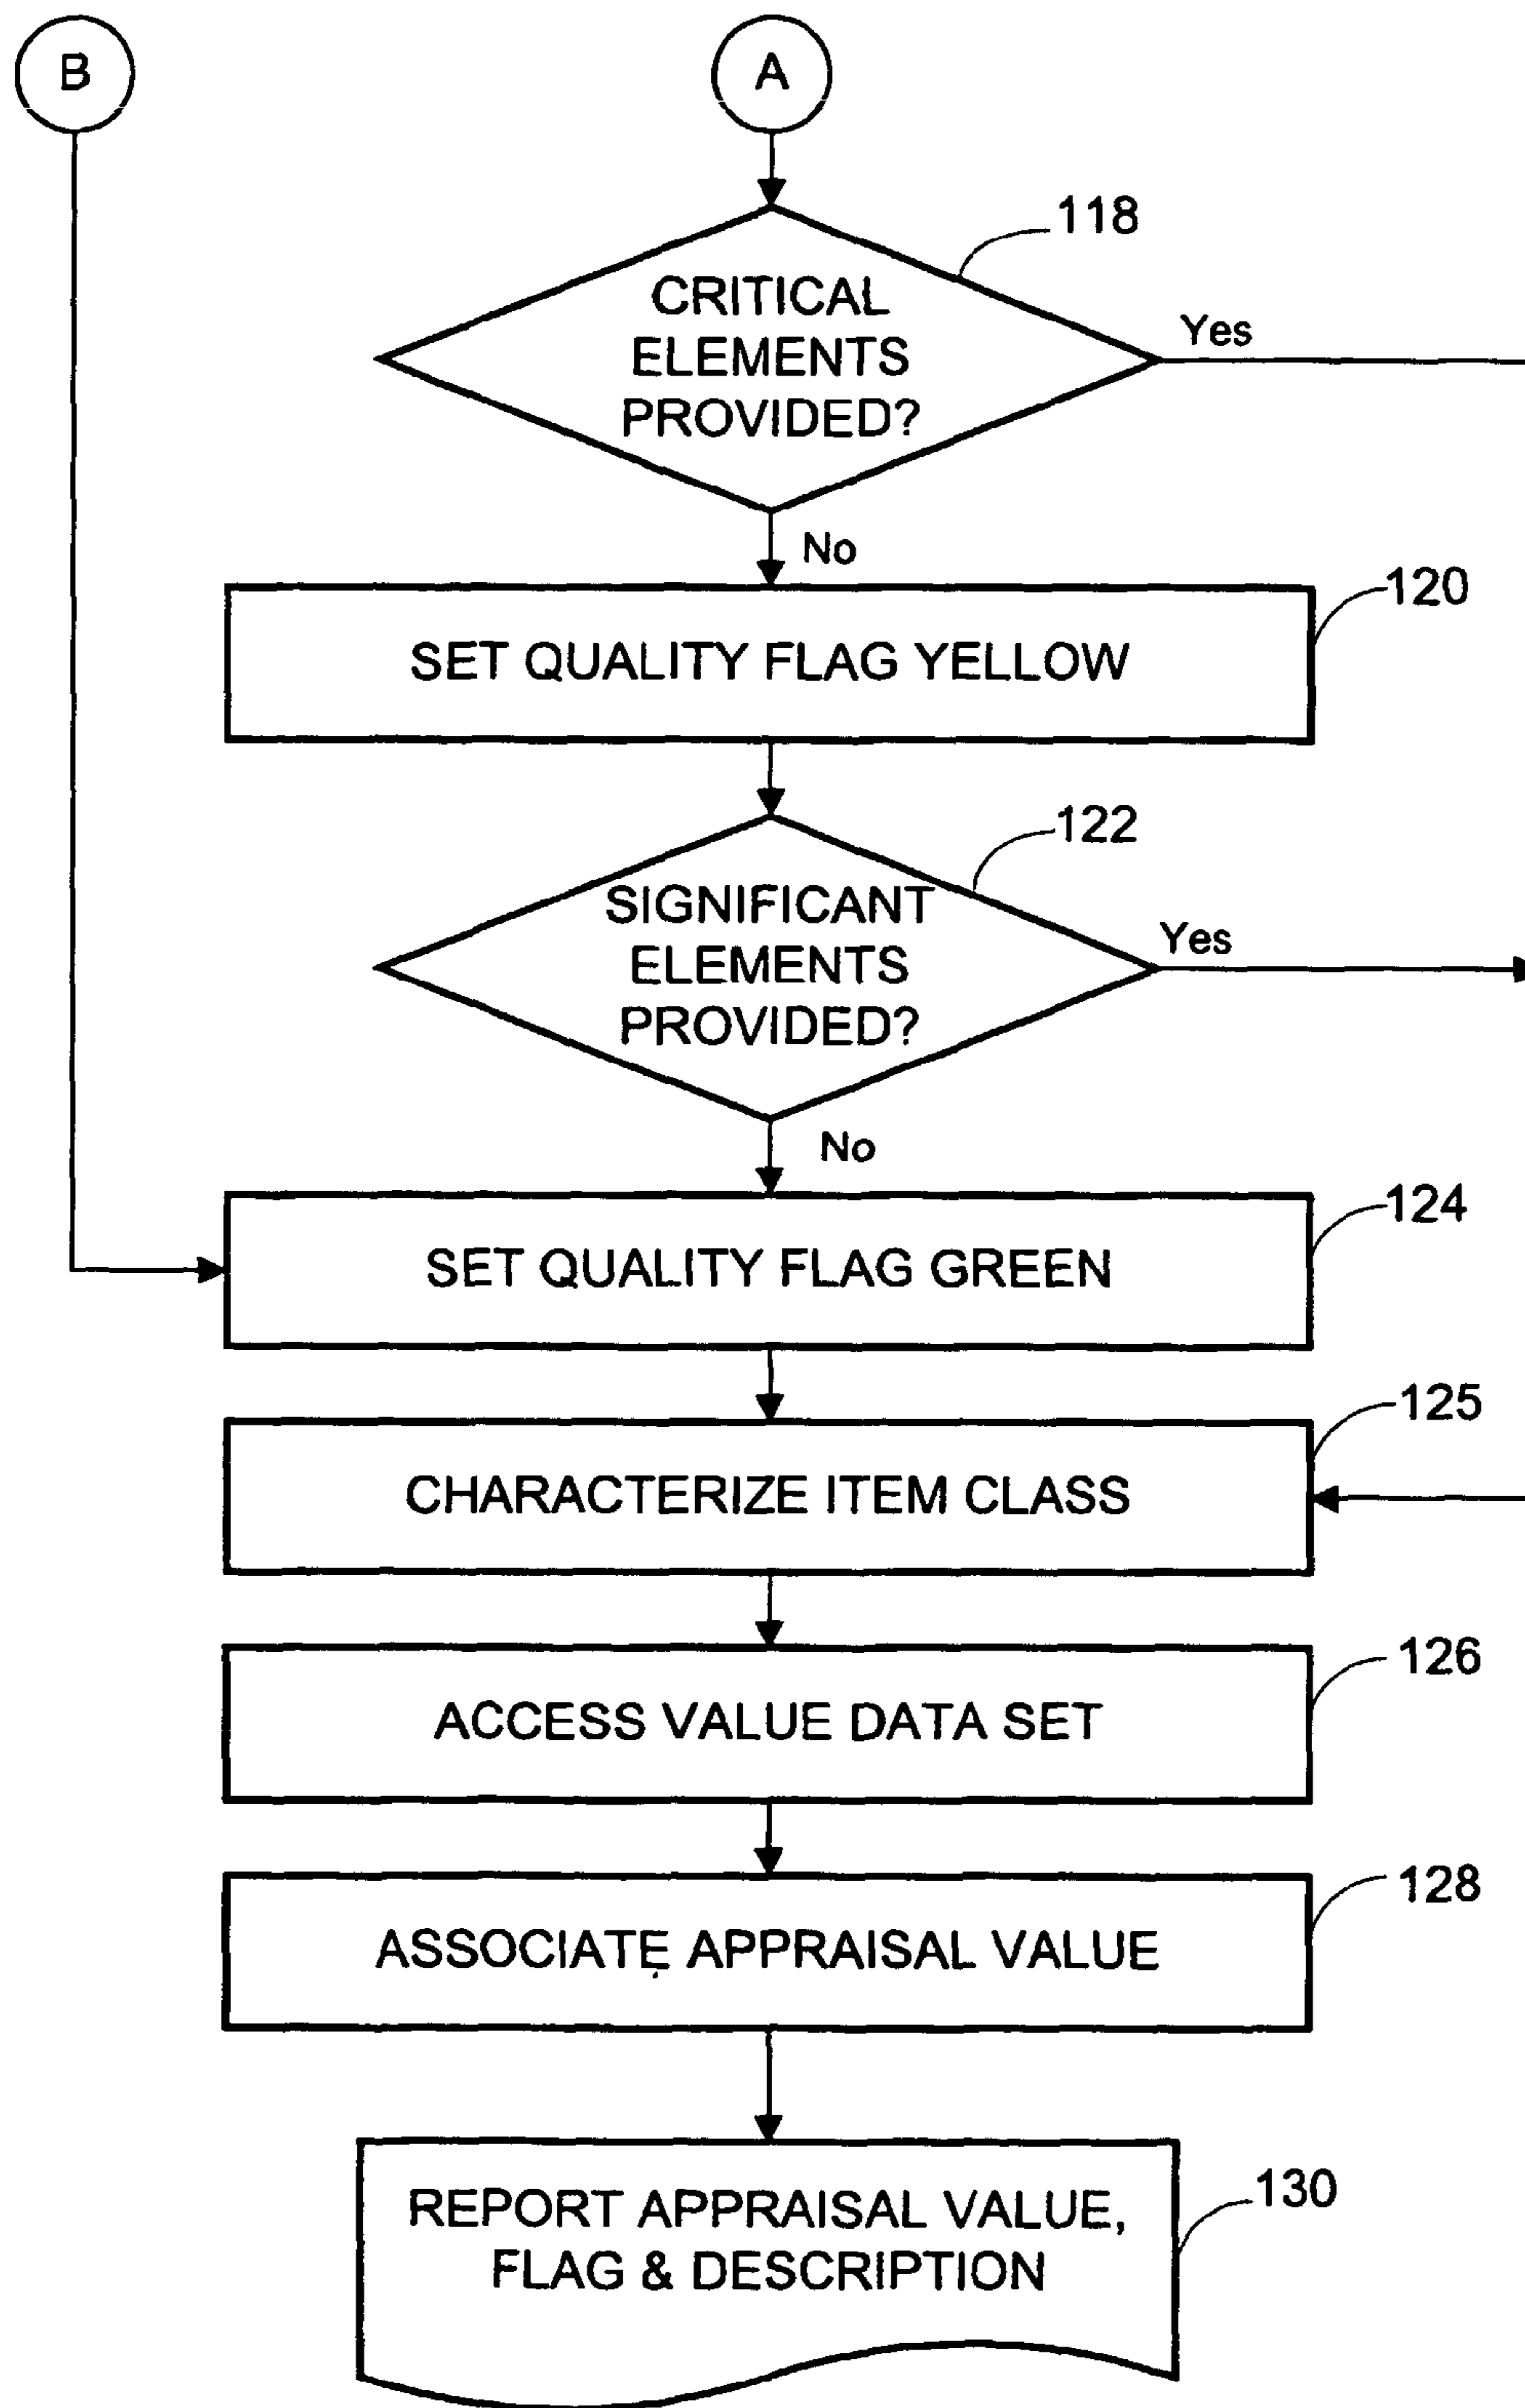 B
A
118
CRITICAL
ELEMENTS
PROVIDED?
Yes
No
120
SET QUALITY FLAG YELLOW
122
SIGNIFICANT
ELEMENTS
PROVIDED?
Yes
No
124
SET QUALITY FLAG GREEN
125
CHARACTERIZE ITEM CLASS
126
ACCESS VALUE DATA SET
128
ASSOCIATE APPRAISAL VALUE
130
REPORT APPRAISAL VALUE,
FLAG & DESCRIPTION